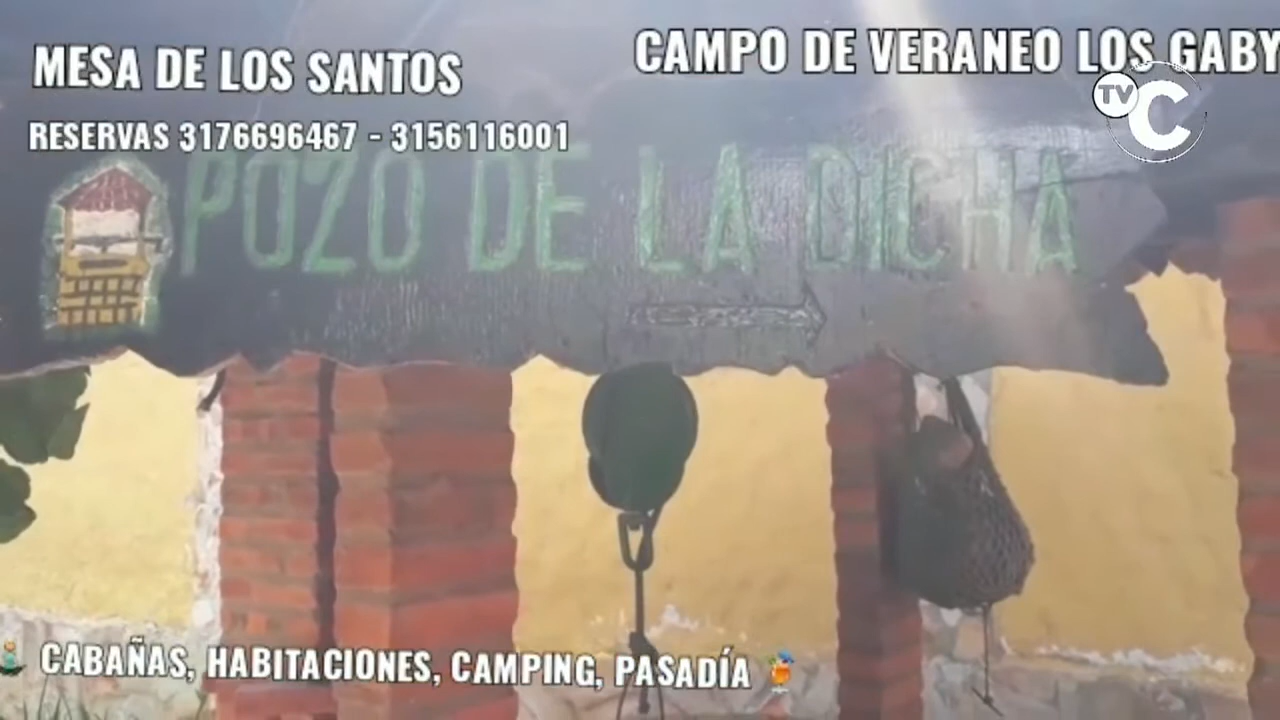 MESA DE LOS SANTOS
CAMPO DE VERANEO LOS GABY
TV C
RESERVAS 3176696467 - 3156116001
POZO DE LA DICHA
CABAÑAS, HABITACIONES, CAMPING, PASADÍA